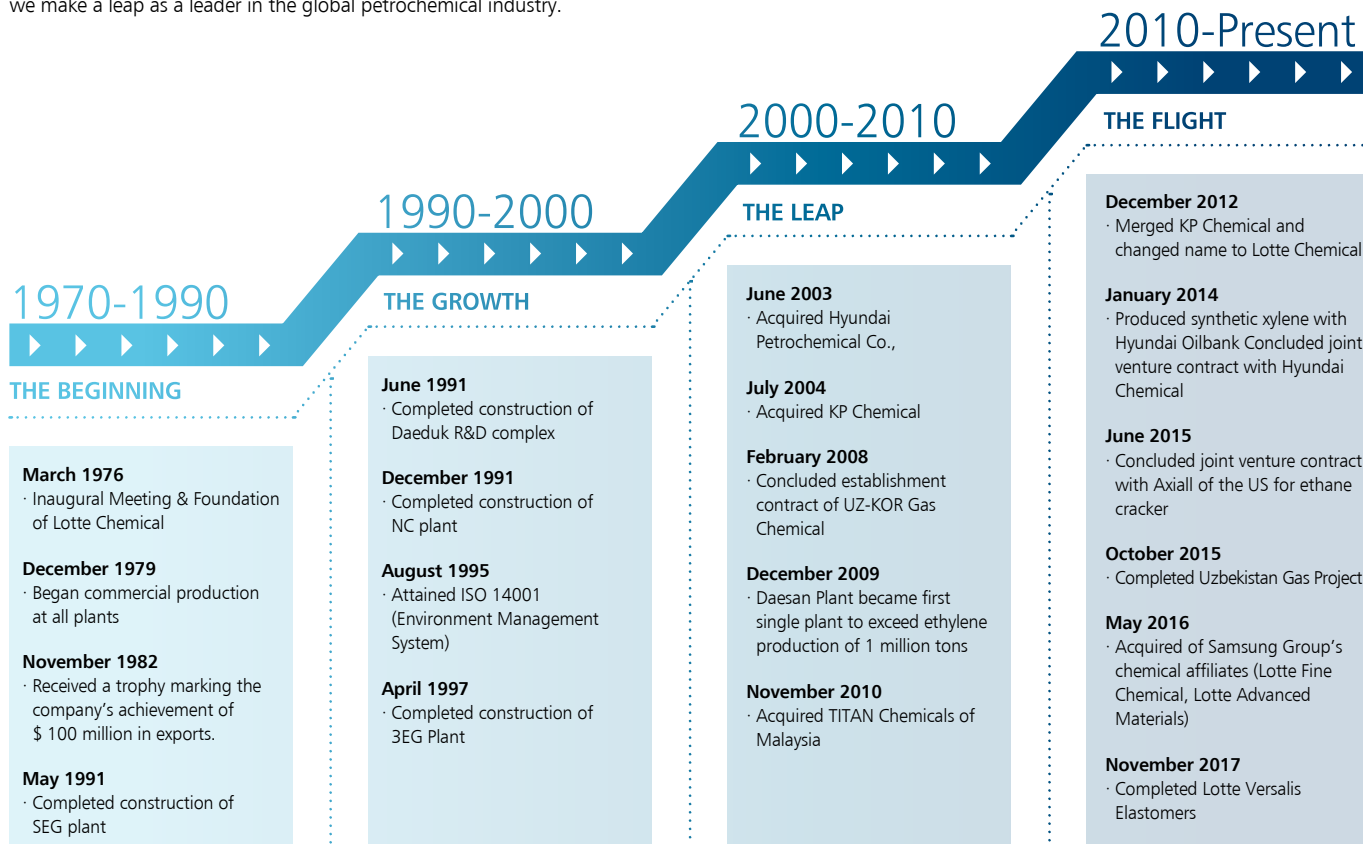 we make a leap as a leader in the global petrochemical industry.
1970-1990
THE BEGINNING
March 1976
· Inaugural Meeting & Foundation
of Lotte Chemical
December 1979
· Began commercial production
at all plants
November 1982
· Received a trophy marking the
company's achievement of
$ 100 million in exports.
May 1991
· Completed construction of
SEG plant
1990-2000
THE GROWTH
June 1991
· Completed construction of
Daeduk R&D complex
December 1991
· Completed construction of
NC plant
August 1995
· Attained ISO 14001
(Environment Management
System)
April 1997
· Completed construction of
3EG Plant
2000-2010
THE LEAP
June 2003
· Acquired Hyundai
Petrochemical Co.,
July 2004
· Acquired KP Chemical
February 2008
· Concluded establishment
contract of UZ-KOR Gas
Chemical
December 2009
· Daesan Plant became first
single plant to exceed ethylene
production of 1 million tons
November 2010
· Acquired TITAN Chemicals of
Malaysia
2010-Present
THE FLIGHT
December 2012
· Merged KP Chemical and
changed name to Lotte Chemical
January 2014
· Produced synthetic xylene with
Hyundai Oilbank Concluded joint
venture contract with Hyundai
Chemical
June 2015
· Concluded joint venture contract
with Axiall of the US for ethane
cracker
October 2015
· Completed Uzbekistan Gas Project
May 2016
· Acquired of Samsung Group's
chemical affiliates (Lotte Fine
Chemical, Lotte Advanced
Materials)
November 2017
· Completed Lotte Versalis
Elastomers